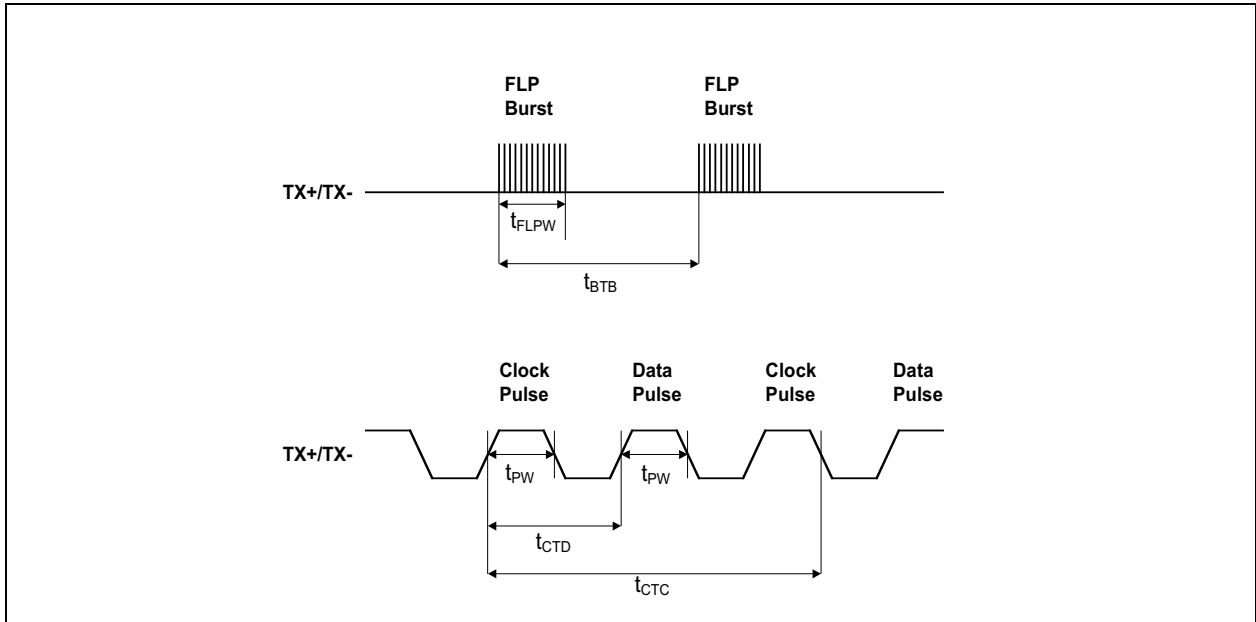 FLP
Burst
FLP
Burst
TX+/TX-
tFLPW
tBTB
Clock
Pulse
Data
Pulse
Clock
Pulse
Data
Pulse
TX+/TX-
tPW
tPW
tCTD
tCTC